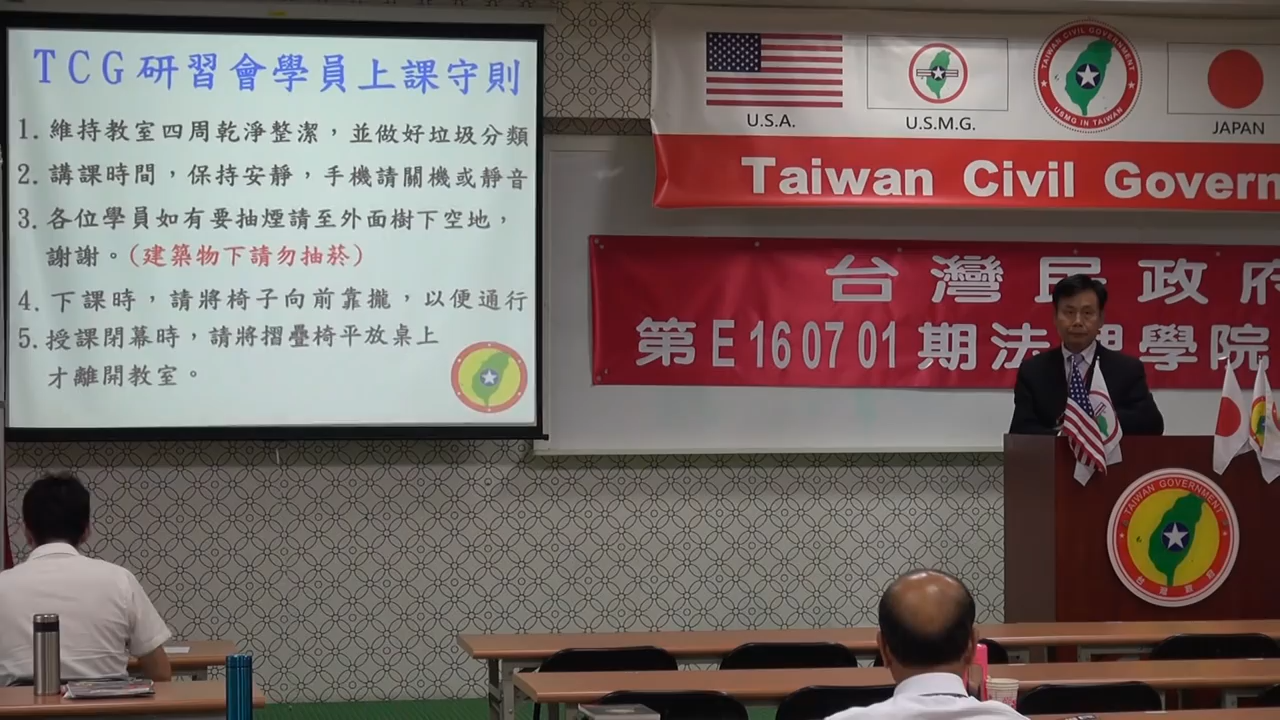 TCG研習會學員上課守則
1. 維持教室四周乾淨整潔，並做好垃圾分類
2. 講課時間，保持安靜，手機請關機或靜音
3. 各位學員如有要抽煙請至外面樹下空地，
謝謝。(建築物下請勿抽菸)
4. 下課時，請將椅子向前靠攏，以便通行
5. 授課閉幕時，請將摺疊椅平放桌上
才離開教室。
U.S.A.
U.S.M.G.
TAIWAN CIVIL GOVERNMENT
USMG IN TAIWAN
JAPAN
Taiwan Civil Govern
台灣民政府
第E160701期法 學院
TAIWAN GOVERNMENT